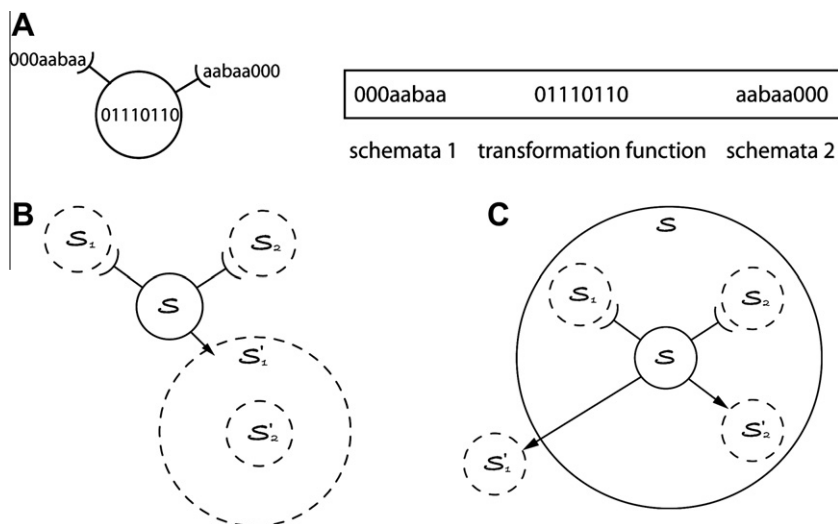 A
000aabaa
aabaa000
01110110
000aabaa 01110110 aabaa000
schemata 1 transformation function schemata 2
B
S₁
S₂
S
S'₁
S'₂
C
S
S₁
S₂
S
S'₂
S'₁